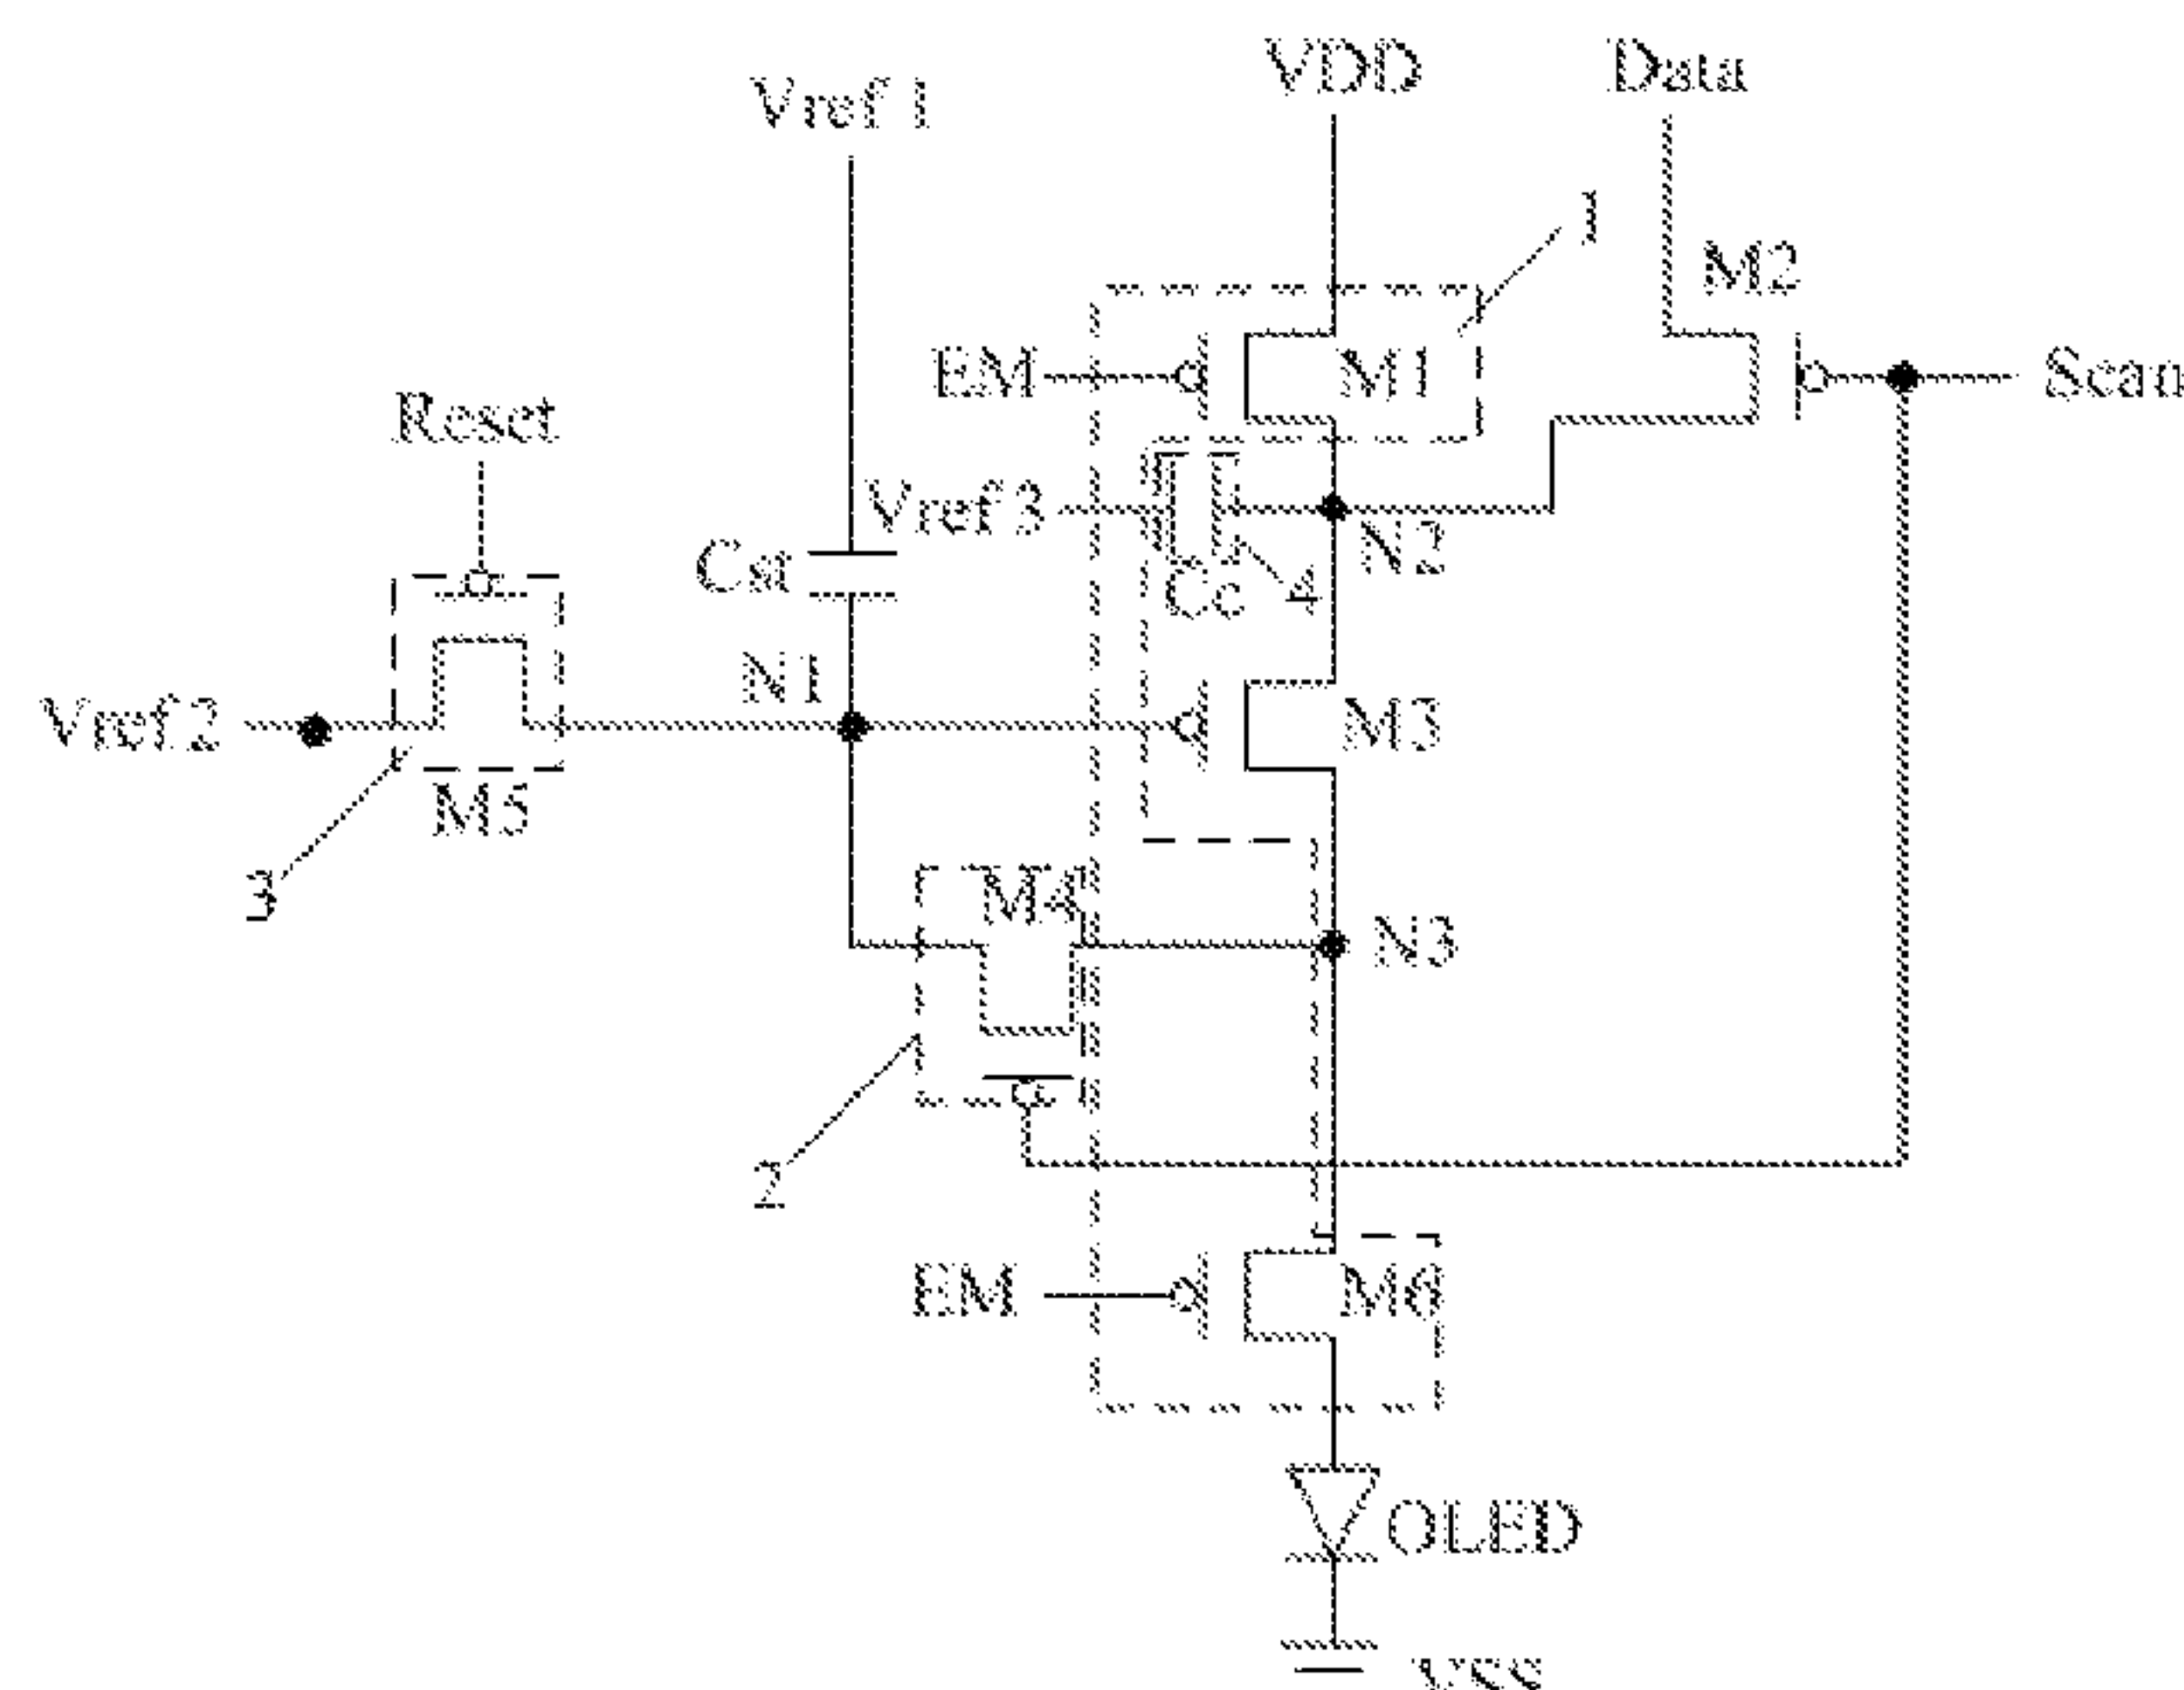 VDD
Data
Vref 1
1
M2
EM
M1
Scan
Reset
Vref 3
N2
Cst
Cc
4
N1
Vref 2
M3
M5
3
M4
N3
2
EM
M6
OLED
VSS